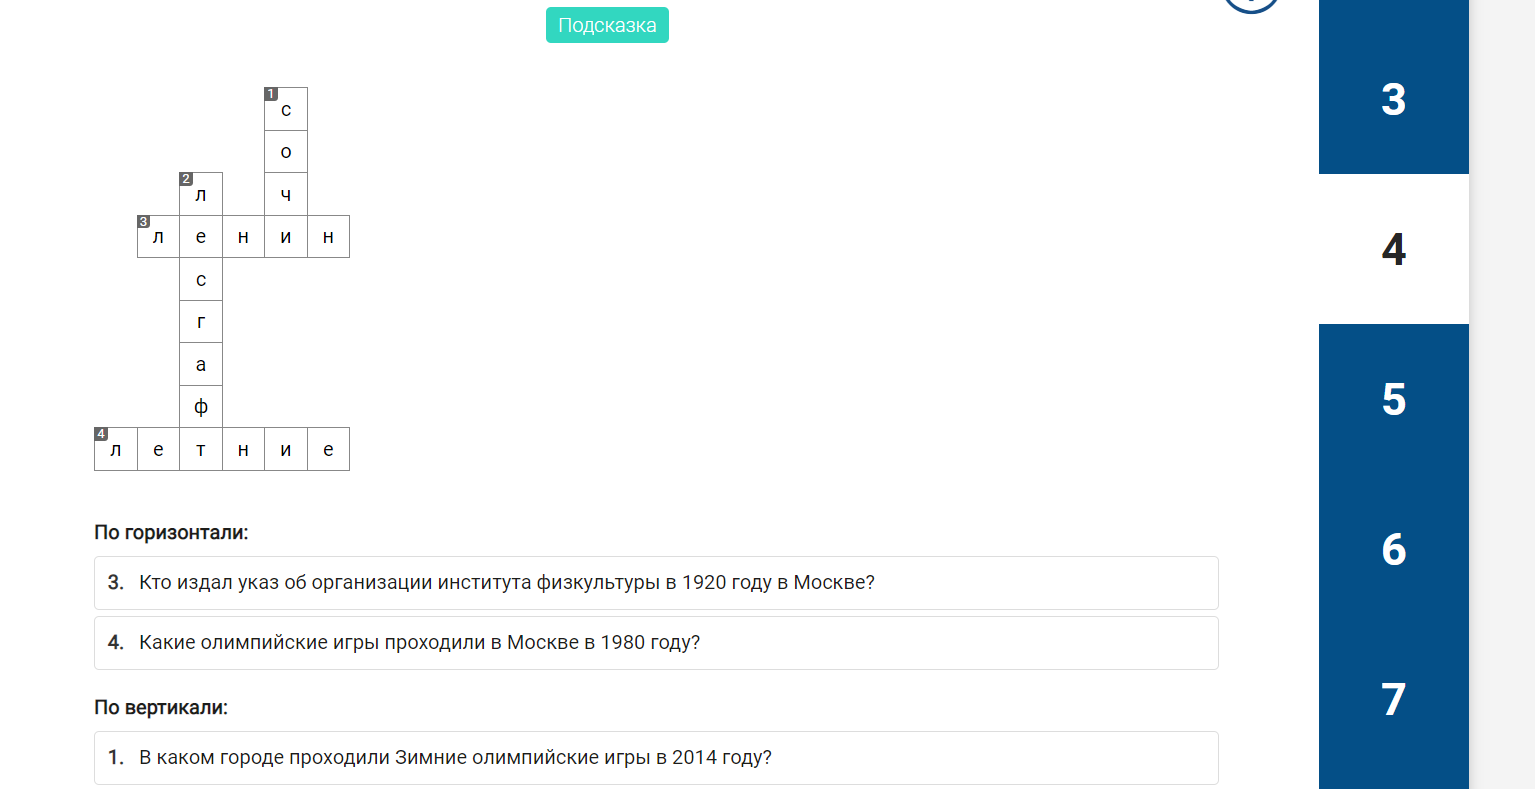 Подсказка
3
1
с
о
2
л ч
3
л е н и н
4
с
г
а
5
ф
4
л е т н и е
По горизонтали:
6
3. Кто издал указ об организации института физкультуры в 1920 году в Москве?
4. Какие олимпийские игры проходили в Москве в 1980 году?
7
По вертикали:
1. В каком городе проходили Зимние олимпийские игры в 2014 году?